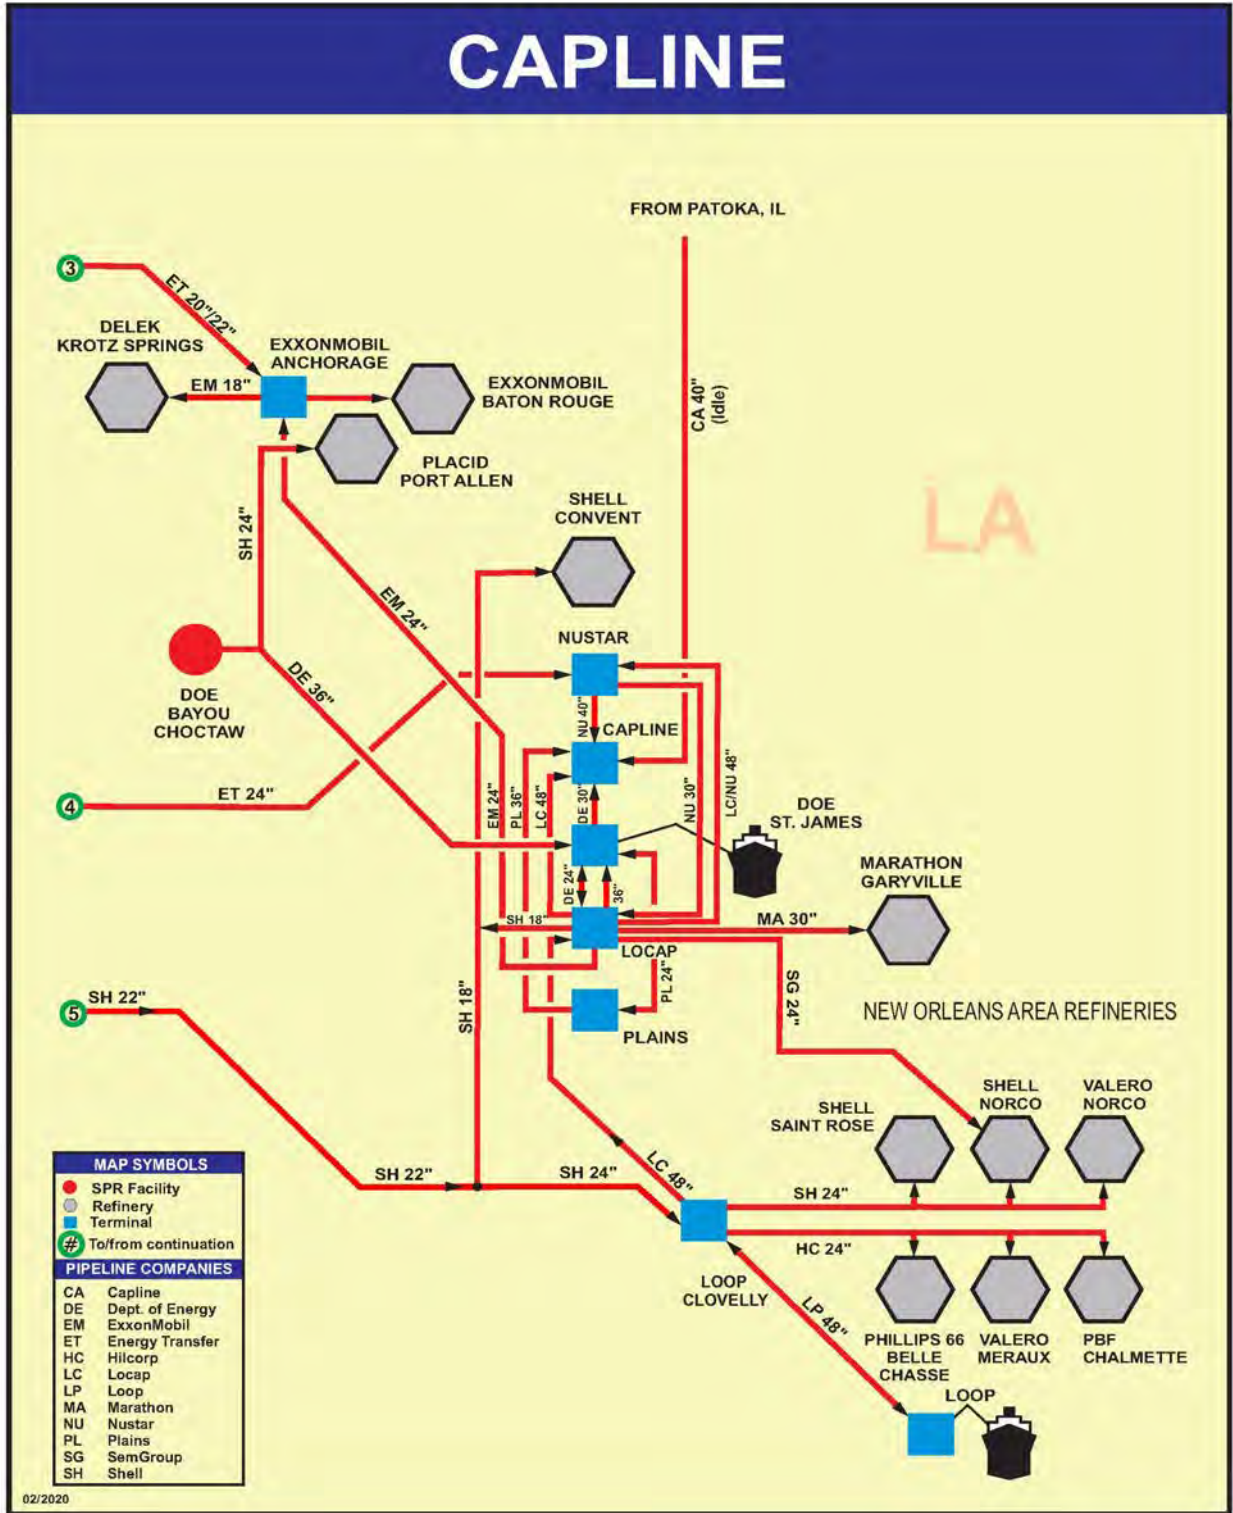 CAPLINE
FROM PATOKA, IL
3
ET 20"/22"
DELEK
KROTZ SPRINGS
EXXONMOBIL
ANCHORAGE
EM 18"
EXXONMOBIL
BATON ROUGE
CA 40"
(Idle)
PLACID
PORT ALLEN
SH 24"
SHELL
CONVENT
LA
EM 24"
NUSTAR
DE 36"
DOE
BAYOU
CHOCTAW
NU 40"
CAPLINE
4
ET 24"
EM 24"
PL 36"
LC 48"
DE 30"
NU 30"
LC/NU 48"
DOE
ST. JAMES
MARATHON
GARYVILLE
DE 24"
36"
SH 18"
MA 30"
LOCAP
PL 24"
SG 24"
5
SH 22"
SH 18"
PLAINS
NEW ORLEANS AREA REFINERIES
SHELL
SAINT ROSE
SHELL
NORCO
VALERO
NORCO
SH 22"
SH 24"
LC 48"
SH 24"
HC 24"
LOOP
CLOVELLY
LP 48"
PHILLIPS 66
BELLE
CHASSE
VALERO
MERAUX
PBF
CHALMETTE
LOOP
MAP SYMBOLS
SPR Facility
Refinery
Terminal
# To/from continuation
PIPELINE COMPANIES
CA Capline
DE Dept. of Energy
EM ExxonMobil
ET Energy Transfer
HC Hilcorp
LC Locap
LP Loop
MA Marathon
NU Nustar
PL Plains
SG SemGroup
SH Shell
02/2020